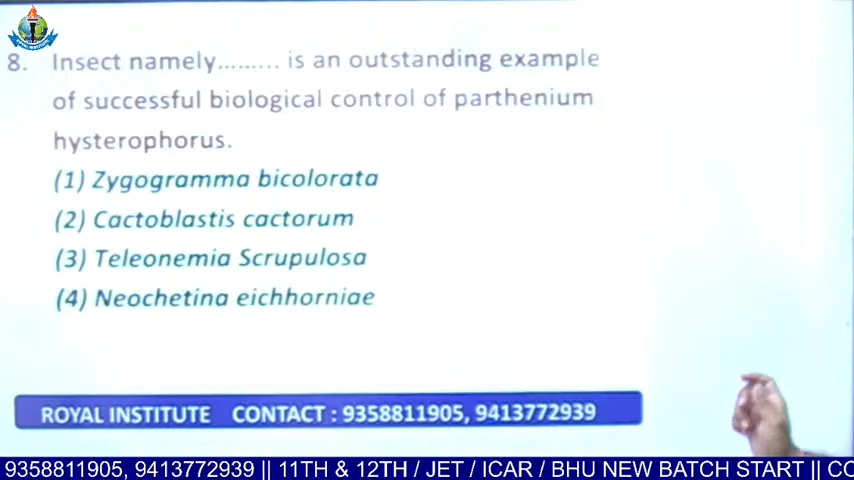 ROYAL INSTITUTE
8. Insect namely......... is an outstanding example
of successful biological control of parthenium
hysterophorus.
(1) Zygogramma bicolorata
(2) Cactoblastis cactorum
(3) Teleonemia Scrupulosa
(4) Neochetina eichhorniae
ROYAL INSTITUTE CONTACT : 9358811905, 9413772939
9358811905, 9413772939 || 11TH & 12TH / JET / ICAR / BHU NEW BATCH START || CO